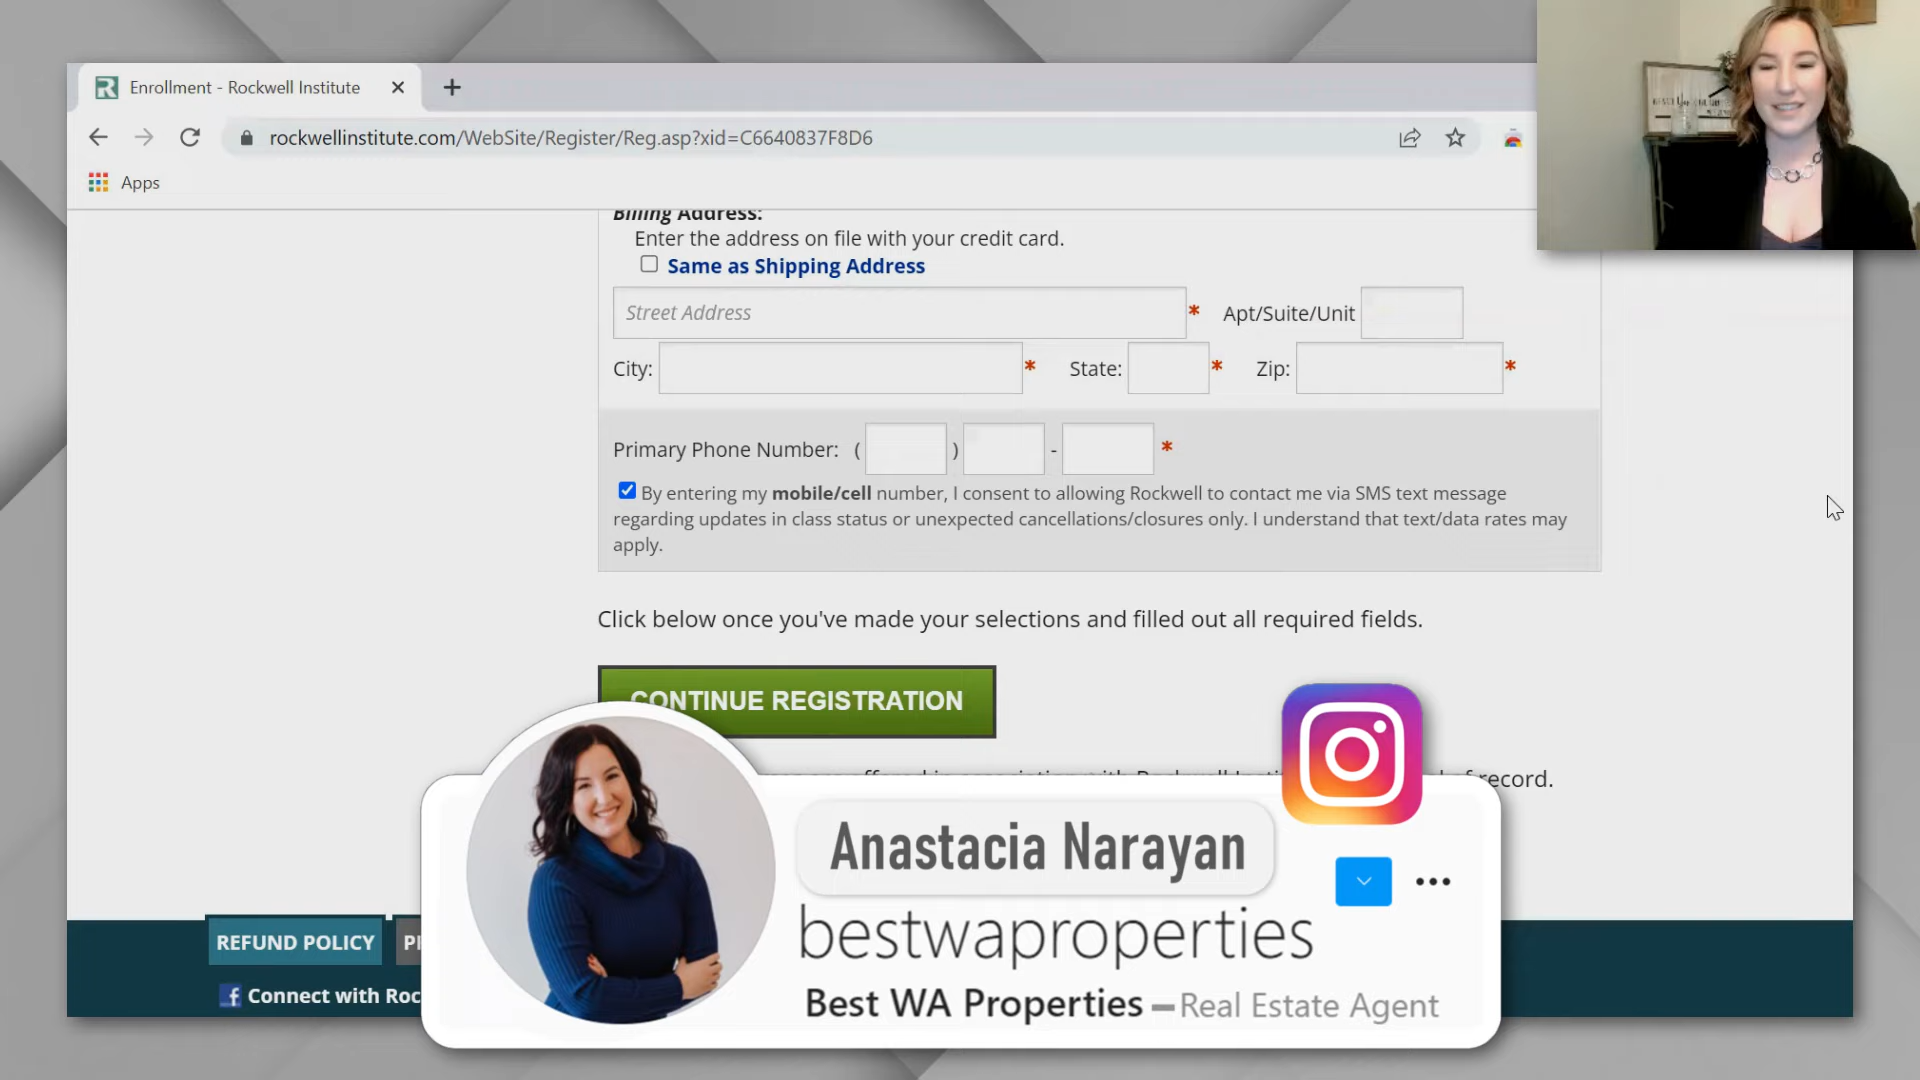 Enrollment - Rockwell Institute
rockwellinstitute.com/WebSite/Register/Reg.asp?xid=C6640837F8D6
Apps
Billing Address:
Enter the address on file with your credit card.
Same as Shipping Address
Street Address * Apt/Suite/Unit
City: * State: * Zip: *
Primary Phone Number: ( ) - *
By entering my mobile/cell number, I consent to allowing Rockwell to contact me via SMS text message
regarding updates in class status or unexpected cancellations/closures only. I understand that text/data rates may
apply.
Click below once you've made your selections and filled out all required fields.
CONTINUE REGISTRATION
record.
Anastacia Narayan
bestwaproperties
Best WA Properties – Real Estate Agent
REFUND POLICY
Connect with